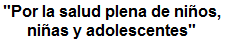 "Por la salud plena de niños,
niñas y adolescentes"